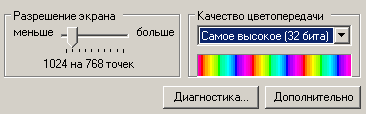 Разрешение экрана
меньше больше
1024 на 768 точек
Качество цветопередачи
Самое высокое (32 бита)
Диагностика... Дополнительно